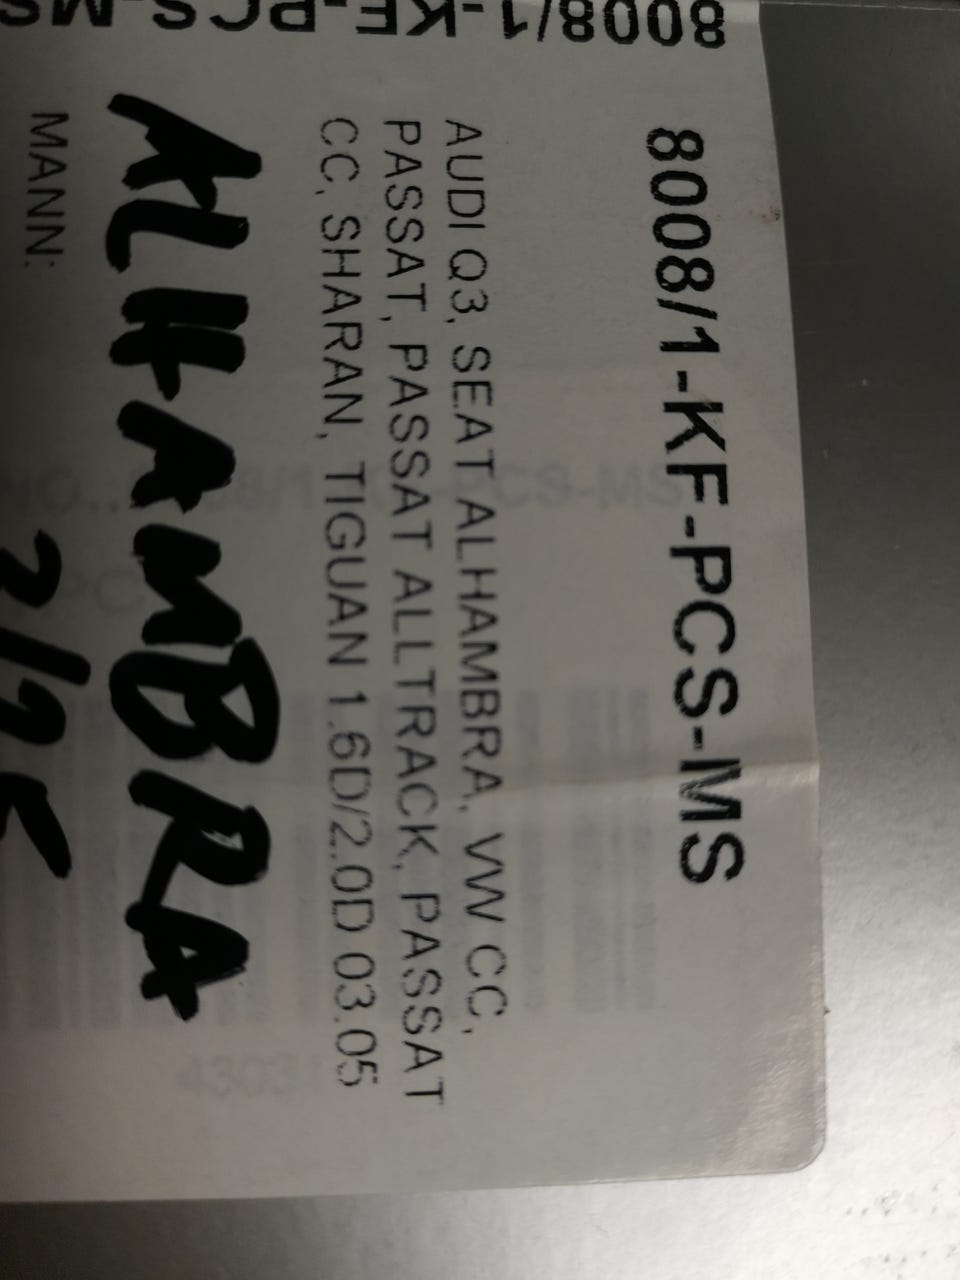 8008/1-KF-PCS-MS
8008/1-KF-PCS-MS
AUDI Q3, SEAT ALHAMBRA, VW CC,
PASSAT, PASSAT ALLTRACK, PASSAT
CC, SHARAN, TIGUAN 1.6D/2.0D 03.05
ALHAMBRA
MANN: